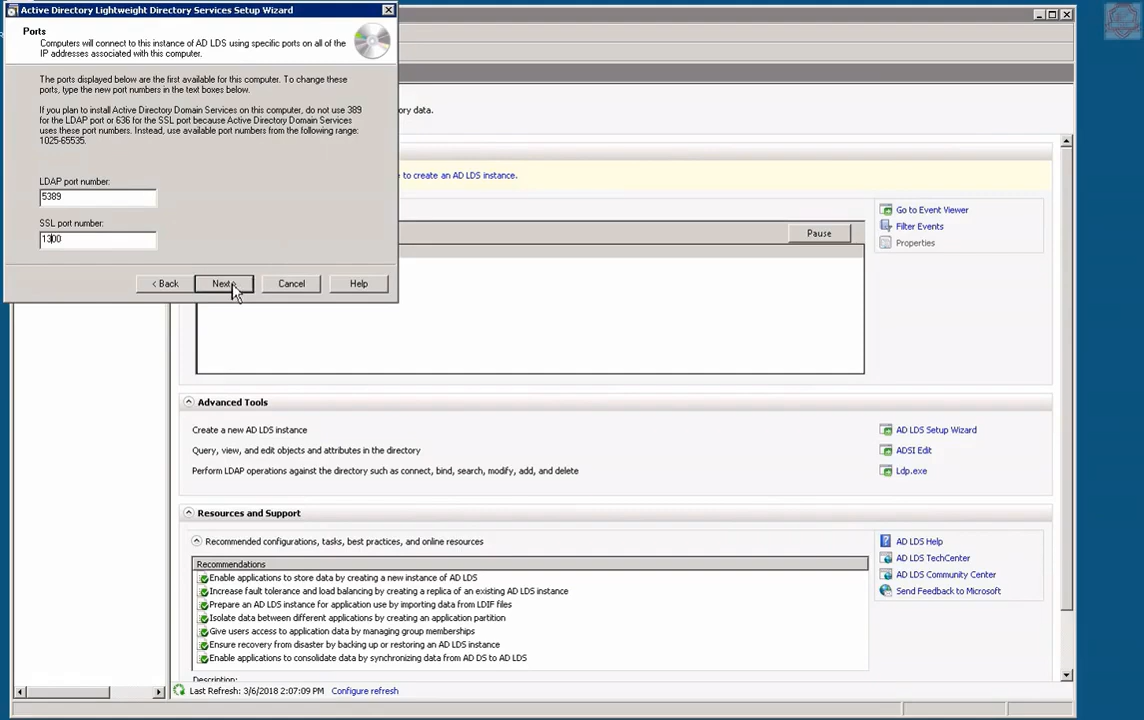 Active Directory Lightweight Directory Services Setup Wizard
Ports
Computers will connect to this instance of AD LDS using specific ports on all of the
IP addresses associated with this computer.
The ports displayed below are the first available for this computer. To change these
ports, type the new port numbers in the text boxes below.
If you plan to install Active Directory Domain Services on this computer, do not use 389
for the LDAP port or 636 for the SSL port because Active Directory Domain Services
uses these port numbers. Instead, use available port numbers from the following range:
1025-65535.
LDAP port number:
5389
SSL port number:
1300
< Back
Next >
Cancel
Help
ory data.
to create an AD LDS instance.
Pause
Go to Event Viewer
Filter Events
Properties
Advanced Tools
Create a new AD LDS instance
AD LDS Setup Wizard
Query, view, and edit objects and attributes in the directory
ADSI Edit
Perform LDAP operations against the directory such as connect, bind, search, modify, add, and delete
Ldp.exe
Resources and Support
Recommended configurations, tasks, best practices, and online resources
Recommendations
Enable applications to store data by creating a new instance of AD LDS
Increase fault tolerance and load balancing by creating a replica of an existing AD LDS instance
Prepare an AD LDS instance for application use by importing data from LDIF files
Isolate data between different applications by creating an application partition
Give users access to application data by managing group memberships
Ensure recovery from disaster by backing up or restoring an AD LDS instance
Enable applications to consolidate data by synchronizing data from AD DS to AD LDS
AD LDS Help
AD LDS TechCenter
AD LDS Community Center
Send Feedback to Microsoft
Description:
Last Refresh: 3/6/2018 2:07:09 PM
Configure refresh